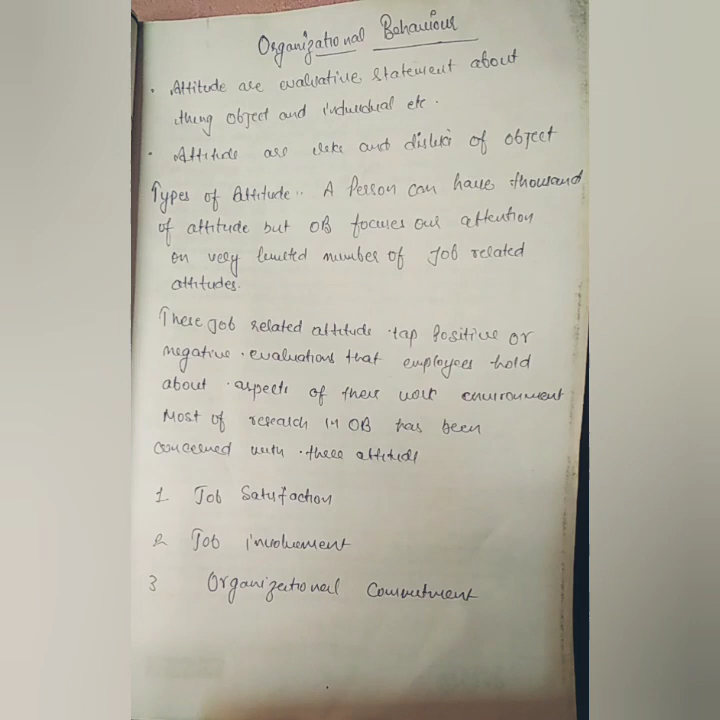 Organizational Behaviour
• Attitude are evaluative statement about
thing object and individual etc.
• Attitude are like and dislike of object
Types of Attitude :. A Person can have thousand
of attitude but OB focuses our attention
on very limited number of Job related
attitudes.
These Job related attitude tap Positive or
negative evaluations that employees hold
about aspects of their work environment
Most of research in OB has been
concerned with these attitude
1. Job Satisfaction
2. Job involvement
3 Organizational Commitment